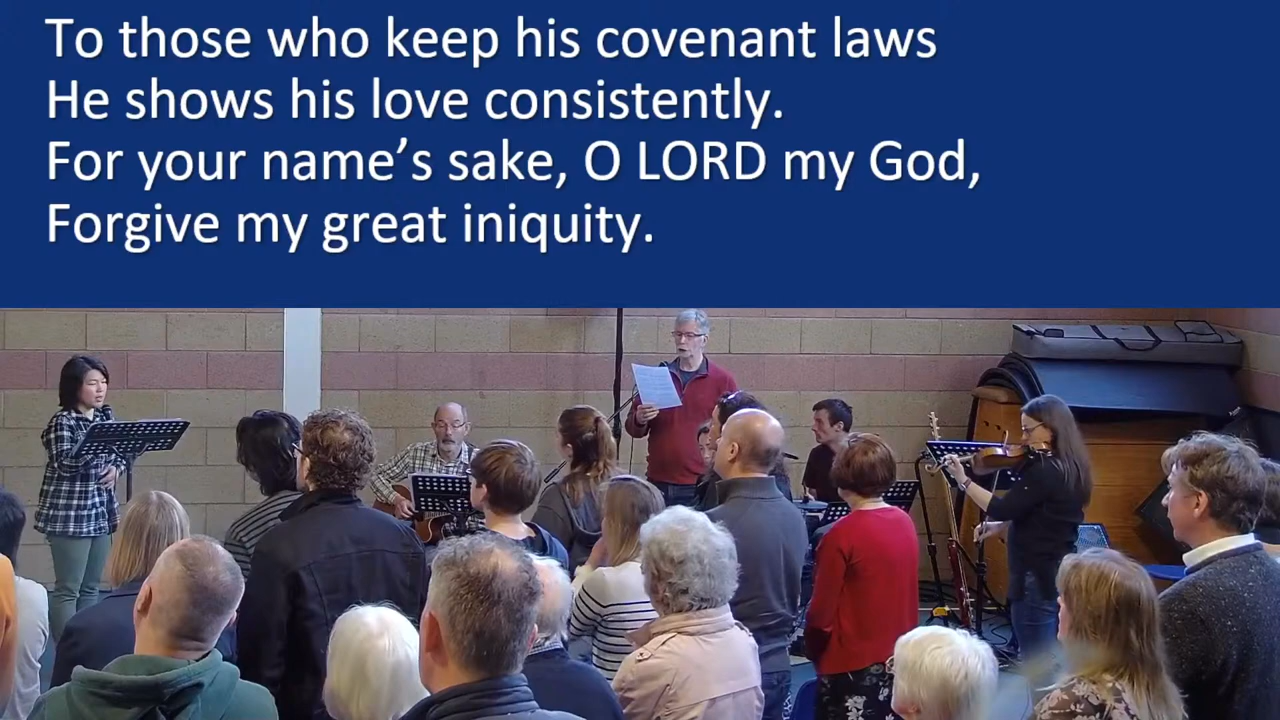 To those who keep his covenant laws
He shows his love consistently.
For your name’s sake, O LORD my God,
Forgive my great iniquity.